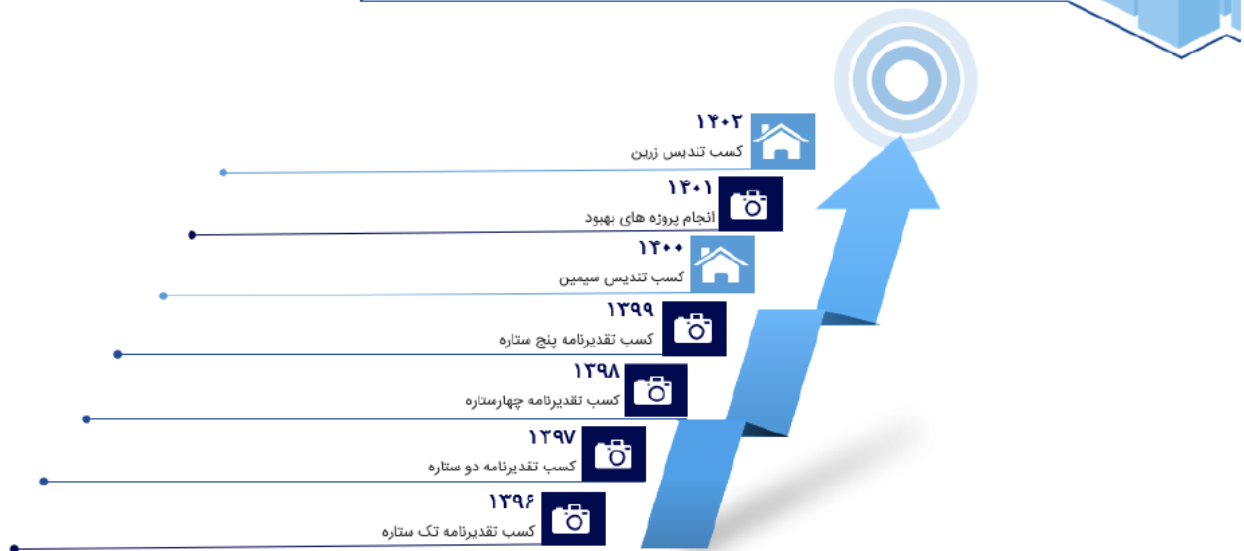 ۱۴۰۲
کسب تندیس زرین
۱۴۰۱
انجام پروژه های بهبود
۱۴۰۰
کسب تندیس سیمین
۱۳۹۹
کسب تقدیرنامه پنج ستاره
۱۳۹۸
کسب تقدیرنامه چهارستاره
۱۳۹۷
کسب تقدیرنامه دو ستاره
۱۳۹۶
کسب تقدیرنامه تک ستاره